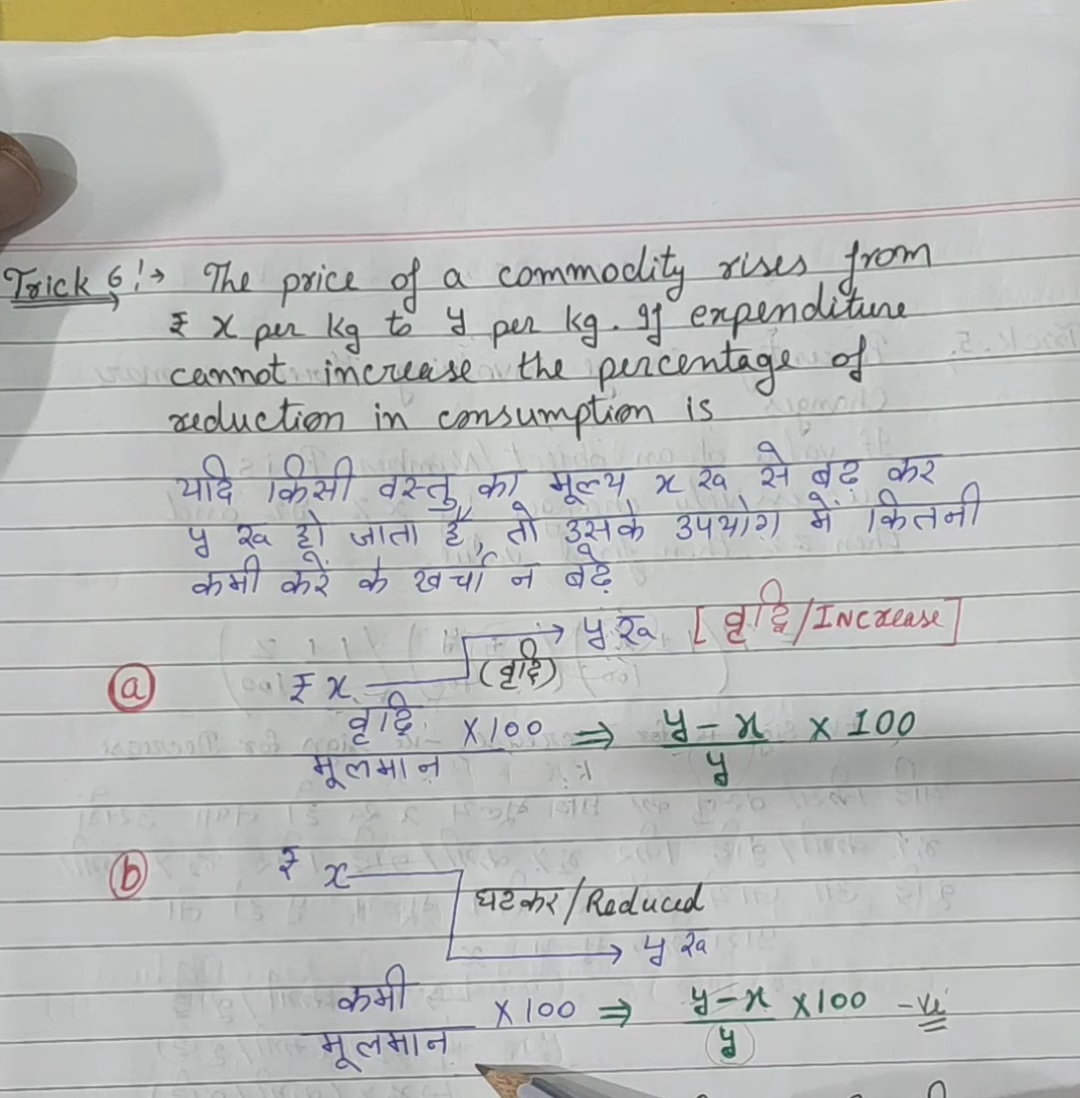 Trick 6:→ The price of a commodity rises from
₹ x per kg to y per kg. If expenditure
cannot increase the percentage of
reduction in consumption is
यदि किसी वस्तु का मूल्य x रु से बढ़ कर
y रु हो जाता है, तो उसके उपयोग में कितनी
कमी करें के खर्चा न बढ़े
→ y रु [वृद्धि/INCrease]
(वृद्धि)
(a) ₹ x
वृद्धि/मूलमान ×100 ⇒ y-x/y × 100
(b) ₹ x
घटकर/Reduced
→ y रु
कमी/मूलमान ×100 ⇒ y-x/y ×100 -ve